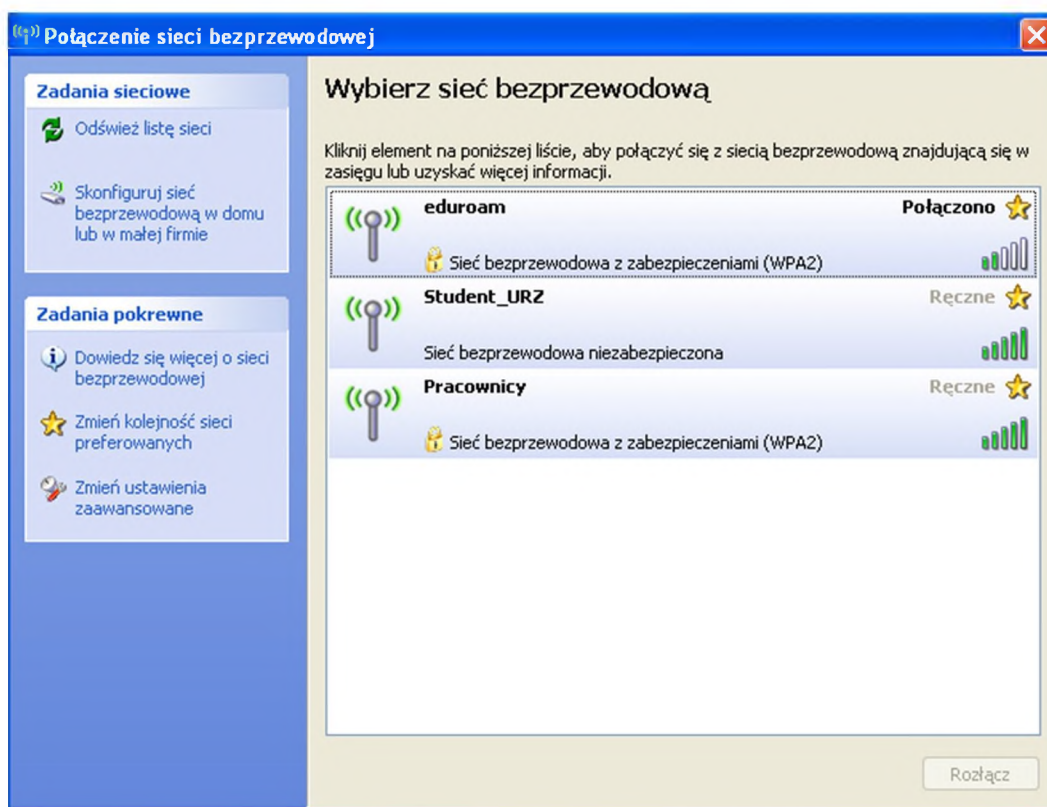 Połączenie sieci bezprzewodowej
Zadania sieciowe
Odśwież listę sieci
Skonfiguruj sieć
bezprzewodową w domu
lub w małej firmie
Zadania pokrewne
Dowiedz się więcej o sieci
bezprzewodowej
Zmień kolejność sieci
preferowanych
Zmień ustawienia
zaawansowane
Wybierz sieć bezprzewodową
Kliknij element na poniższej liście, aby połączyć się z siecią bezprzewodową znajdującą się w
zasięgu lub uzyskać więcej informacji.
eduroam Połączono
Sieć bezprzewodowa z zabezpieczeniami (WPA2)
Student_URZ Ręczne
Sieć bezprzewodowa niezabezpieczona
Pracownicy Ręczne
Sieć bezprzewodowa z zabezpieczeniami (WPA2)
Rozłącz